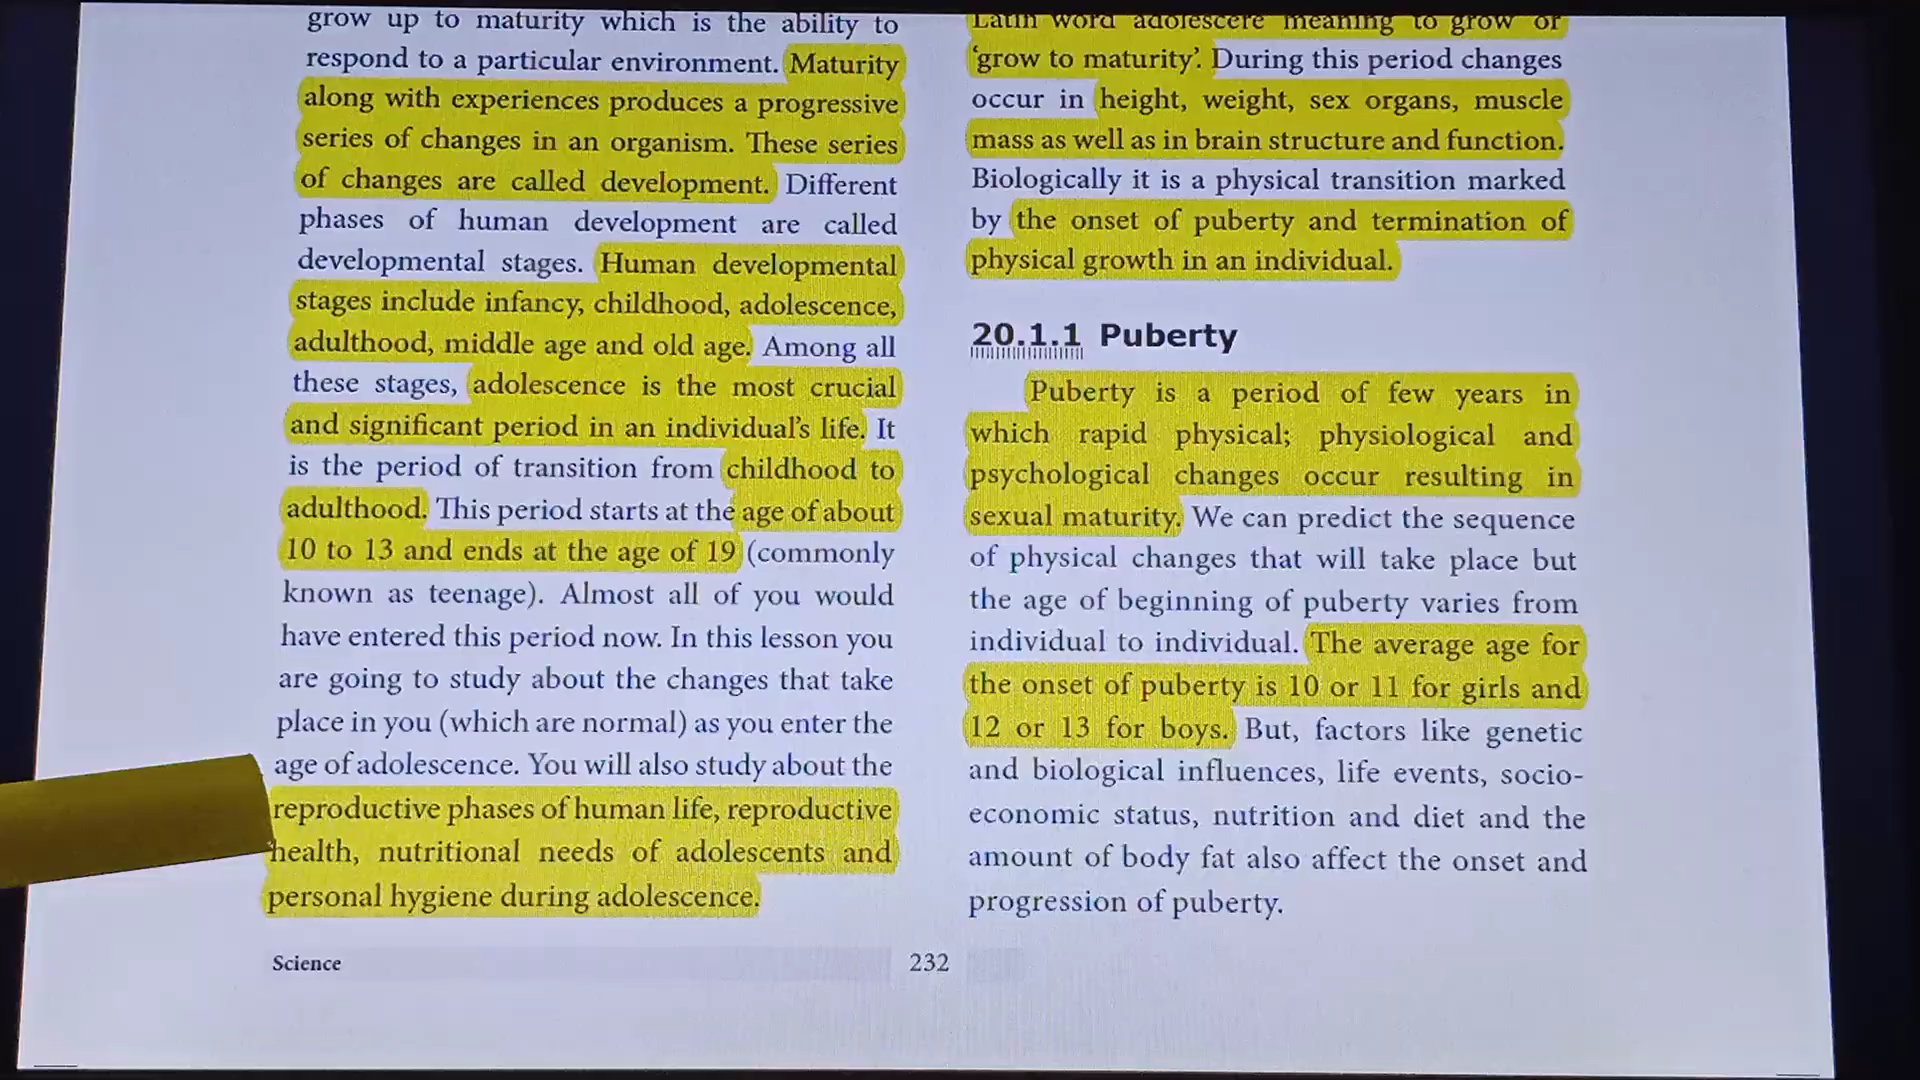 grow up to maturity which is the ability to
respond to a particular environment. Maturity
along with experiences produces a progressive
series of changes in an organism. These series
of changes are called development. Different
phases of human development are called
developmental stages. Human developmental
stages include infancy, childhood, adolescence,
adulthood, middle age and old age. Among all
these stages, adolescence is the most crucial
and significant period in an individual's life. It
is the period of transition from childhood to
adulthood. This period starts at the age of about
10 to 13 and ends at the age of 19 (commonly
known as teenage). Almost all of you would
have entered this period now. In this lesson you
are going to study about the changes that take
place in you (which are normal) as you enter the
age of adolescence. You will also study about the
reproductive phases of human life, reproductive
health, nutritional needs of adolescents and
personal hygiene during adolescence.
Latin word adolescere meaning to grow or
‘grow to maturity’. During this period changes
occur in height, weight, sex organs, muscle
mass as well as in brain structure and function.
Biologically it is a physical transition marked
by the onset of puberty and termination of
physical growth in an individual.
20.1.1 Puberty
Puberty is a period of few years in
which rapid physical; physiological and
psychological changes occur resulting in
sexual maturity. We can predict the sequence
of physical changes that will take place but
the age of beginning of puberty varies from
individual to individual. The average age for
the onset of puberty is 10 or 11 for girls and
12 or 13 for boys. But, factors like genetic
and biological influences, life events, socio-
economic status, nutrition and diet and the
amount of body fat also affect the onset and
progression of puberty.
Science
232